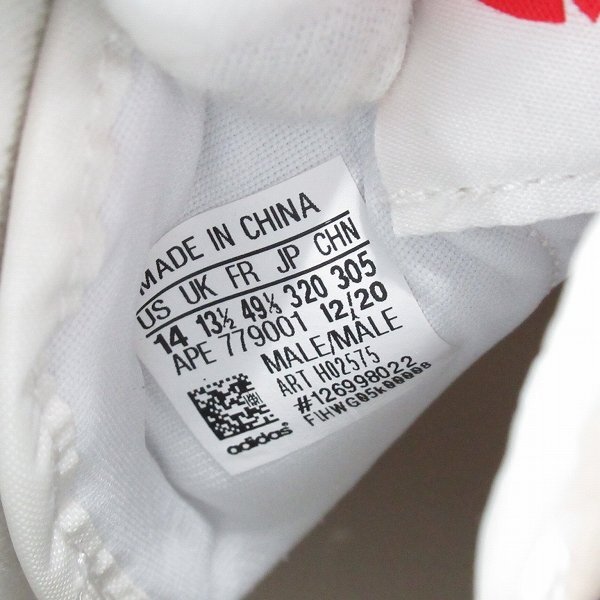 MADE IN CHINA
US UK FR JP CHN
14 13½ 49⅓ 320 305
APE 779001 12/20
MALE/MALE
ART H02575
#126998022
F1HWG05K00008
adidas